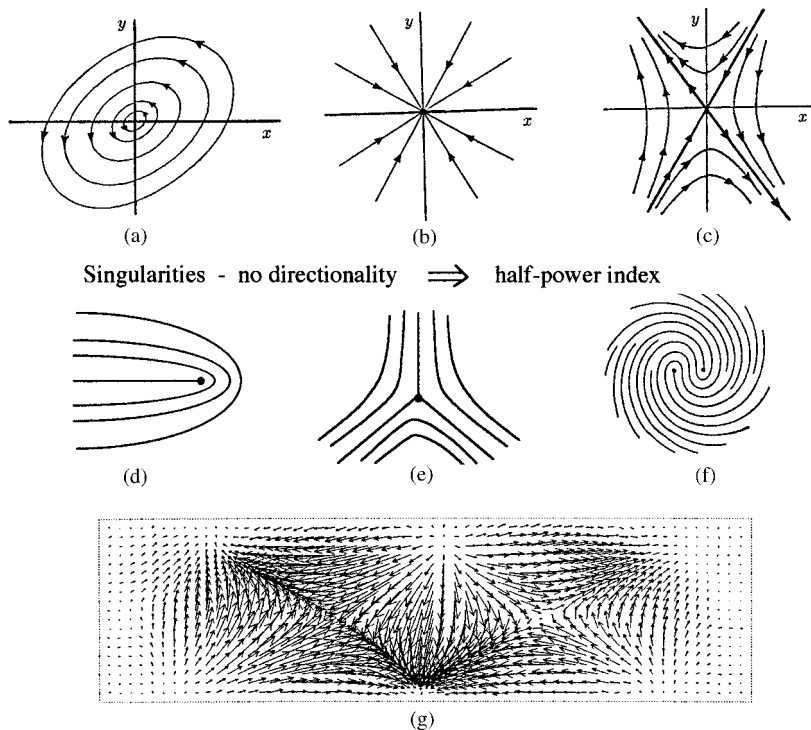 y
y
y
x
x
x
(a)
(b)
(c)
Singularities - no directionality ⇒ half-power index
(d)
(e)
(f)
(g)